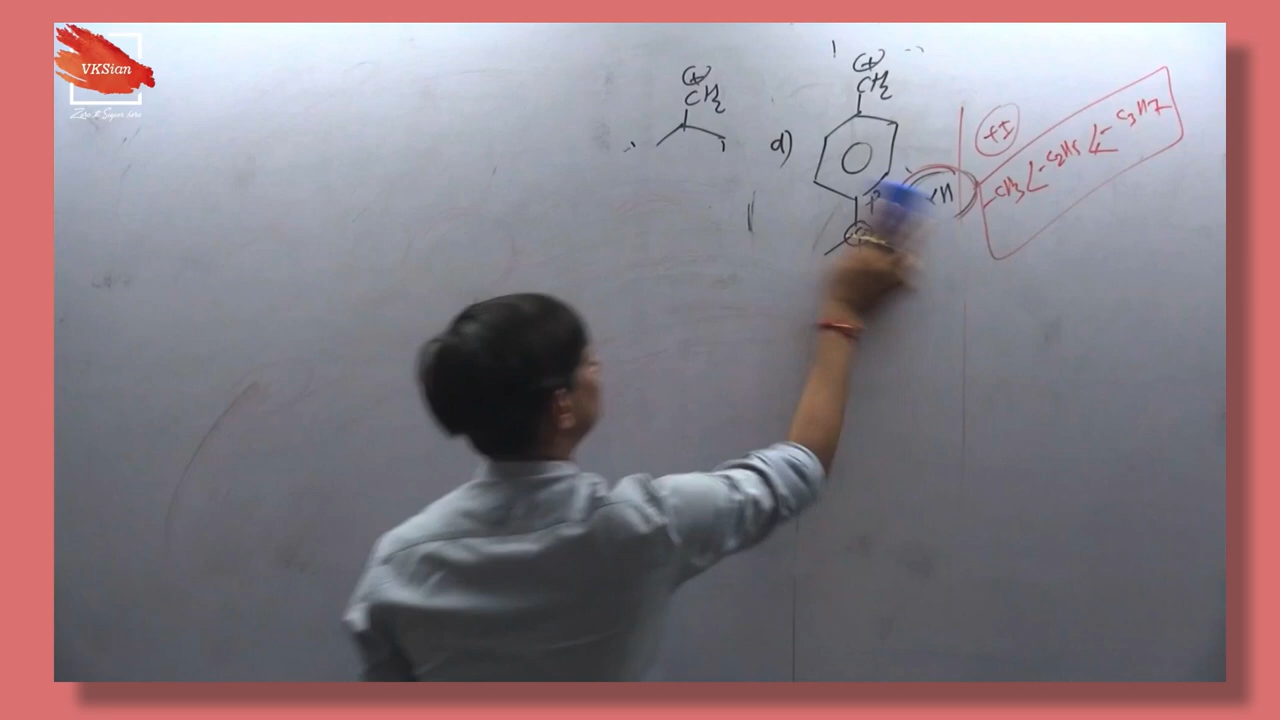 VKSian
⊕
CH2
d)
⊕
CH2
+I
-CH3 < -C2H5 < -C3H7
H